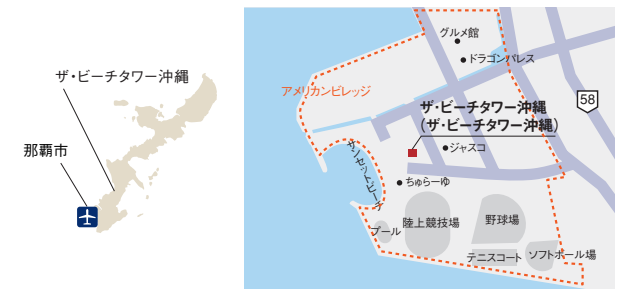 ザ・ビーチタワー沖縄
那覇市
グルメ館
ドラゴンパレス
アメリカンビレッジ
58
ザ・ビーチタワー沖縄
(ザ・ビーチタワー沖縄)
ジャスコ
サンセットビーチ
ちゅらーゆ
陸上競技場
野球場
プール
テニスコート
ソフトボール場